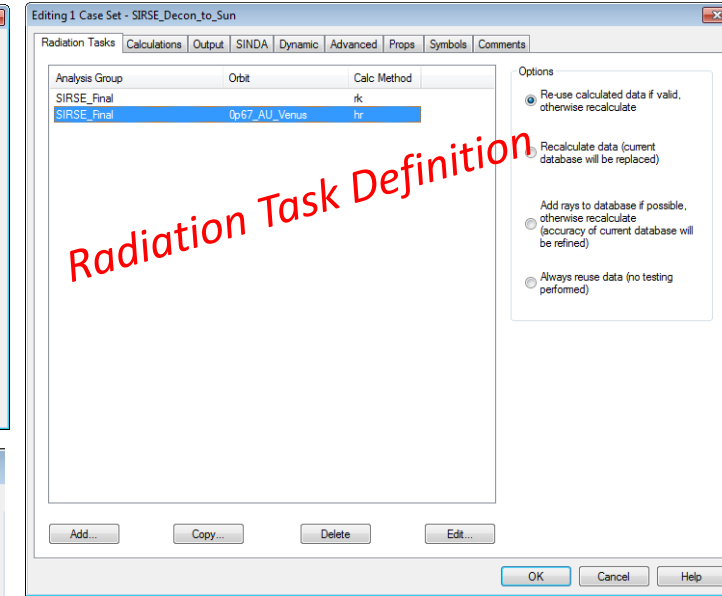 Editing 1 Case Set - SIRSE_Decon_to_Sun
Radiation Tasks Calculations Output SINDA Dynamic Advanced Props Symbols Comments
Analysis Group Orbit Calc Method
SIRSE_Final rk
SIRSE_Final 0p67_AU_Venus hr
Radiation Task Definition
Options
Re-use calculated data if valid,
otherwise recalculate
Recalculate data (current
database will be replaced)
Add rays to database if possible,
otherwise recalculate
(accuracy of current database will
be refined)
Always reuse data (no testing
performed)
Add... Copy... Delete Edit...
OK Cancel Help